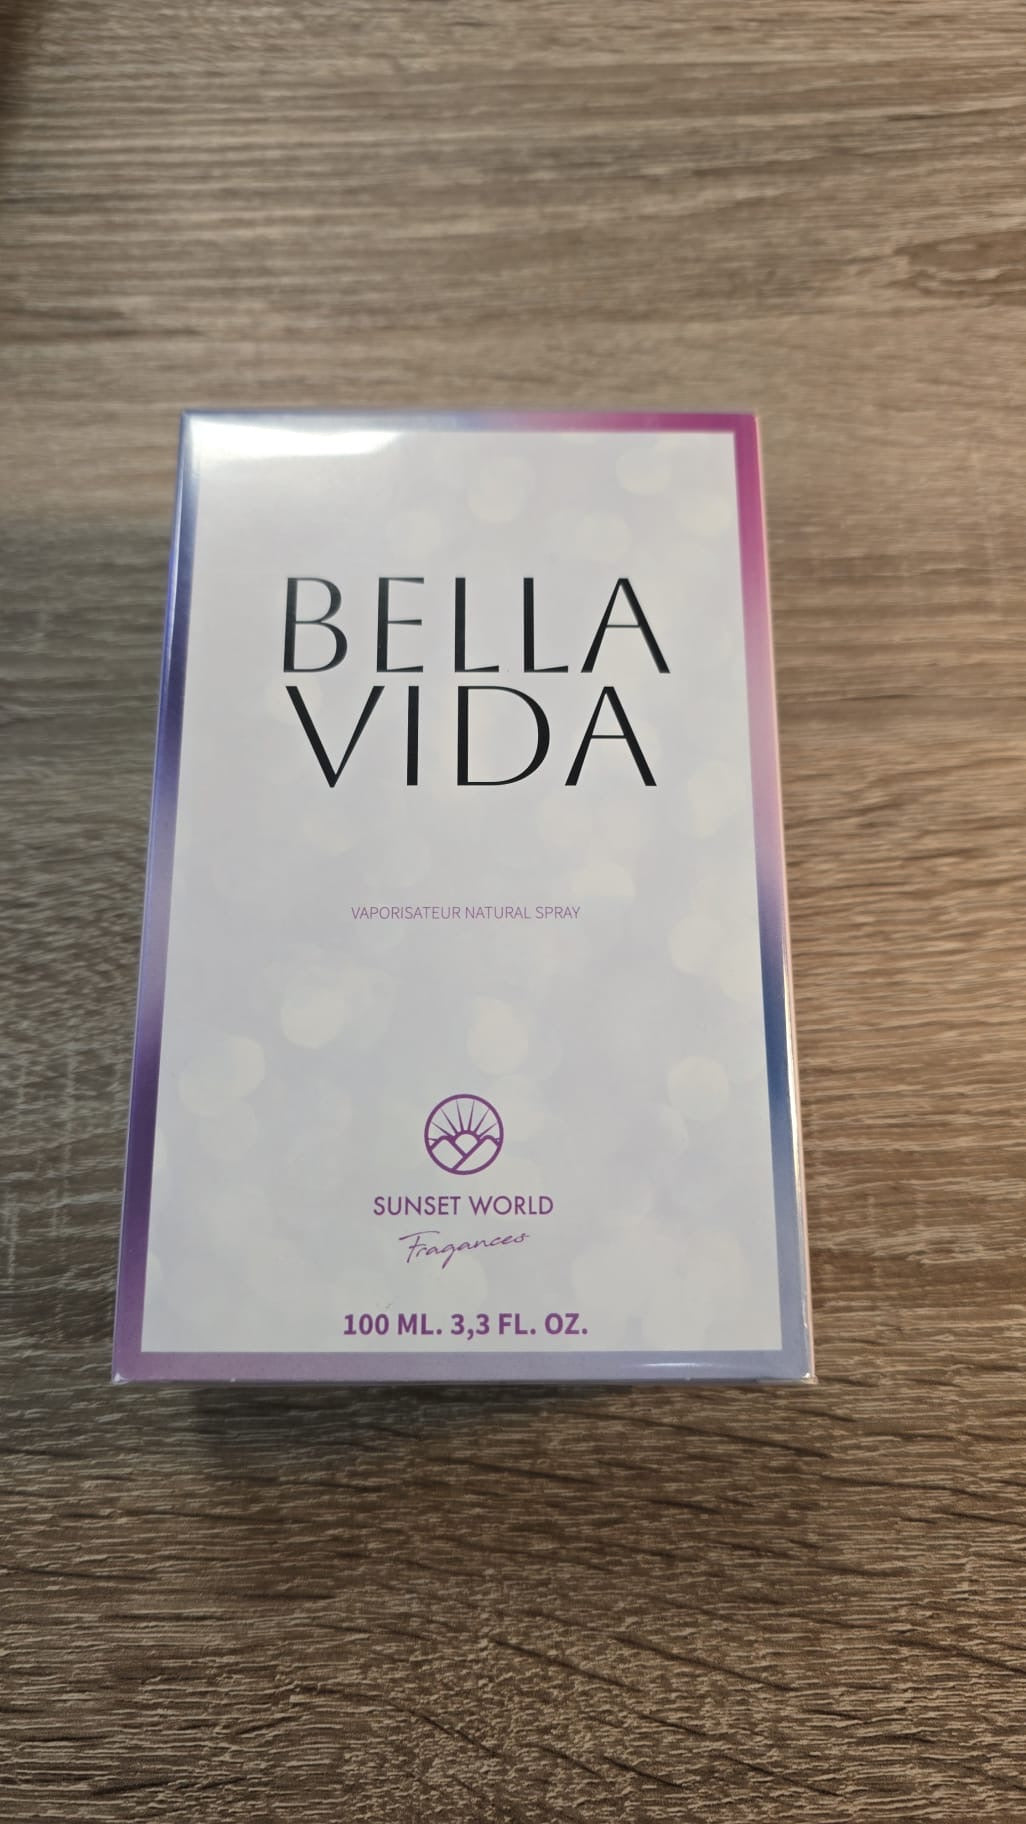 BELLA
VIDA
VAPORISATEUR NATURAL SPRAY
SUNSET WORLD
Fragances
100 ML. 3,3 FL. OZ.